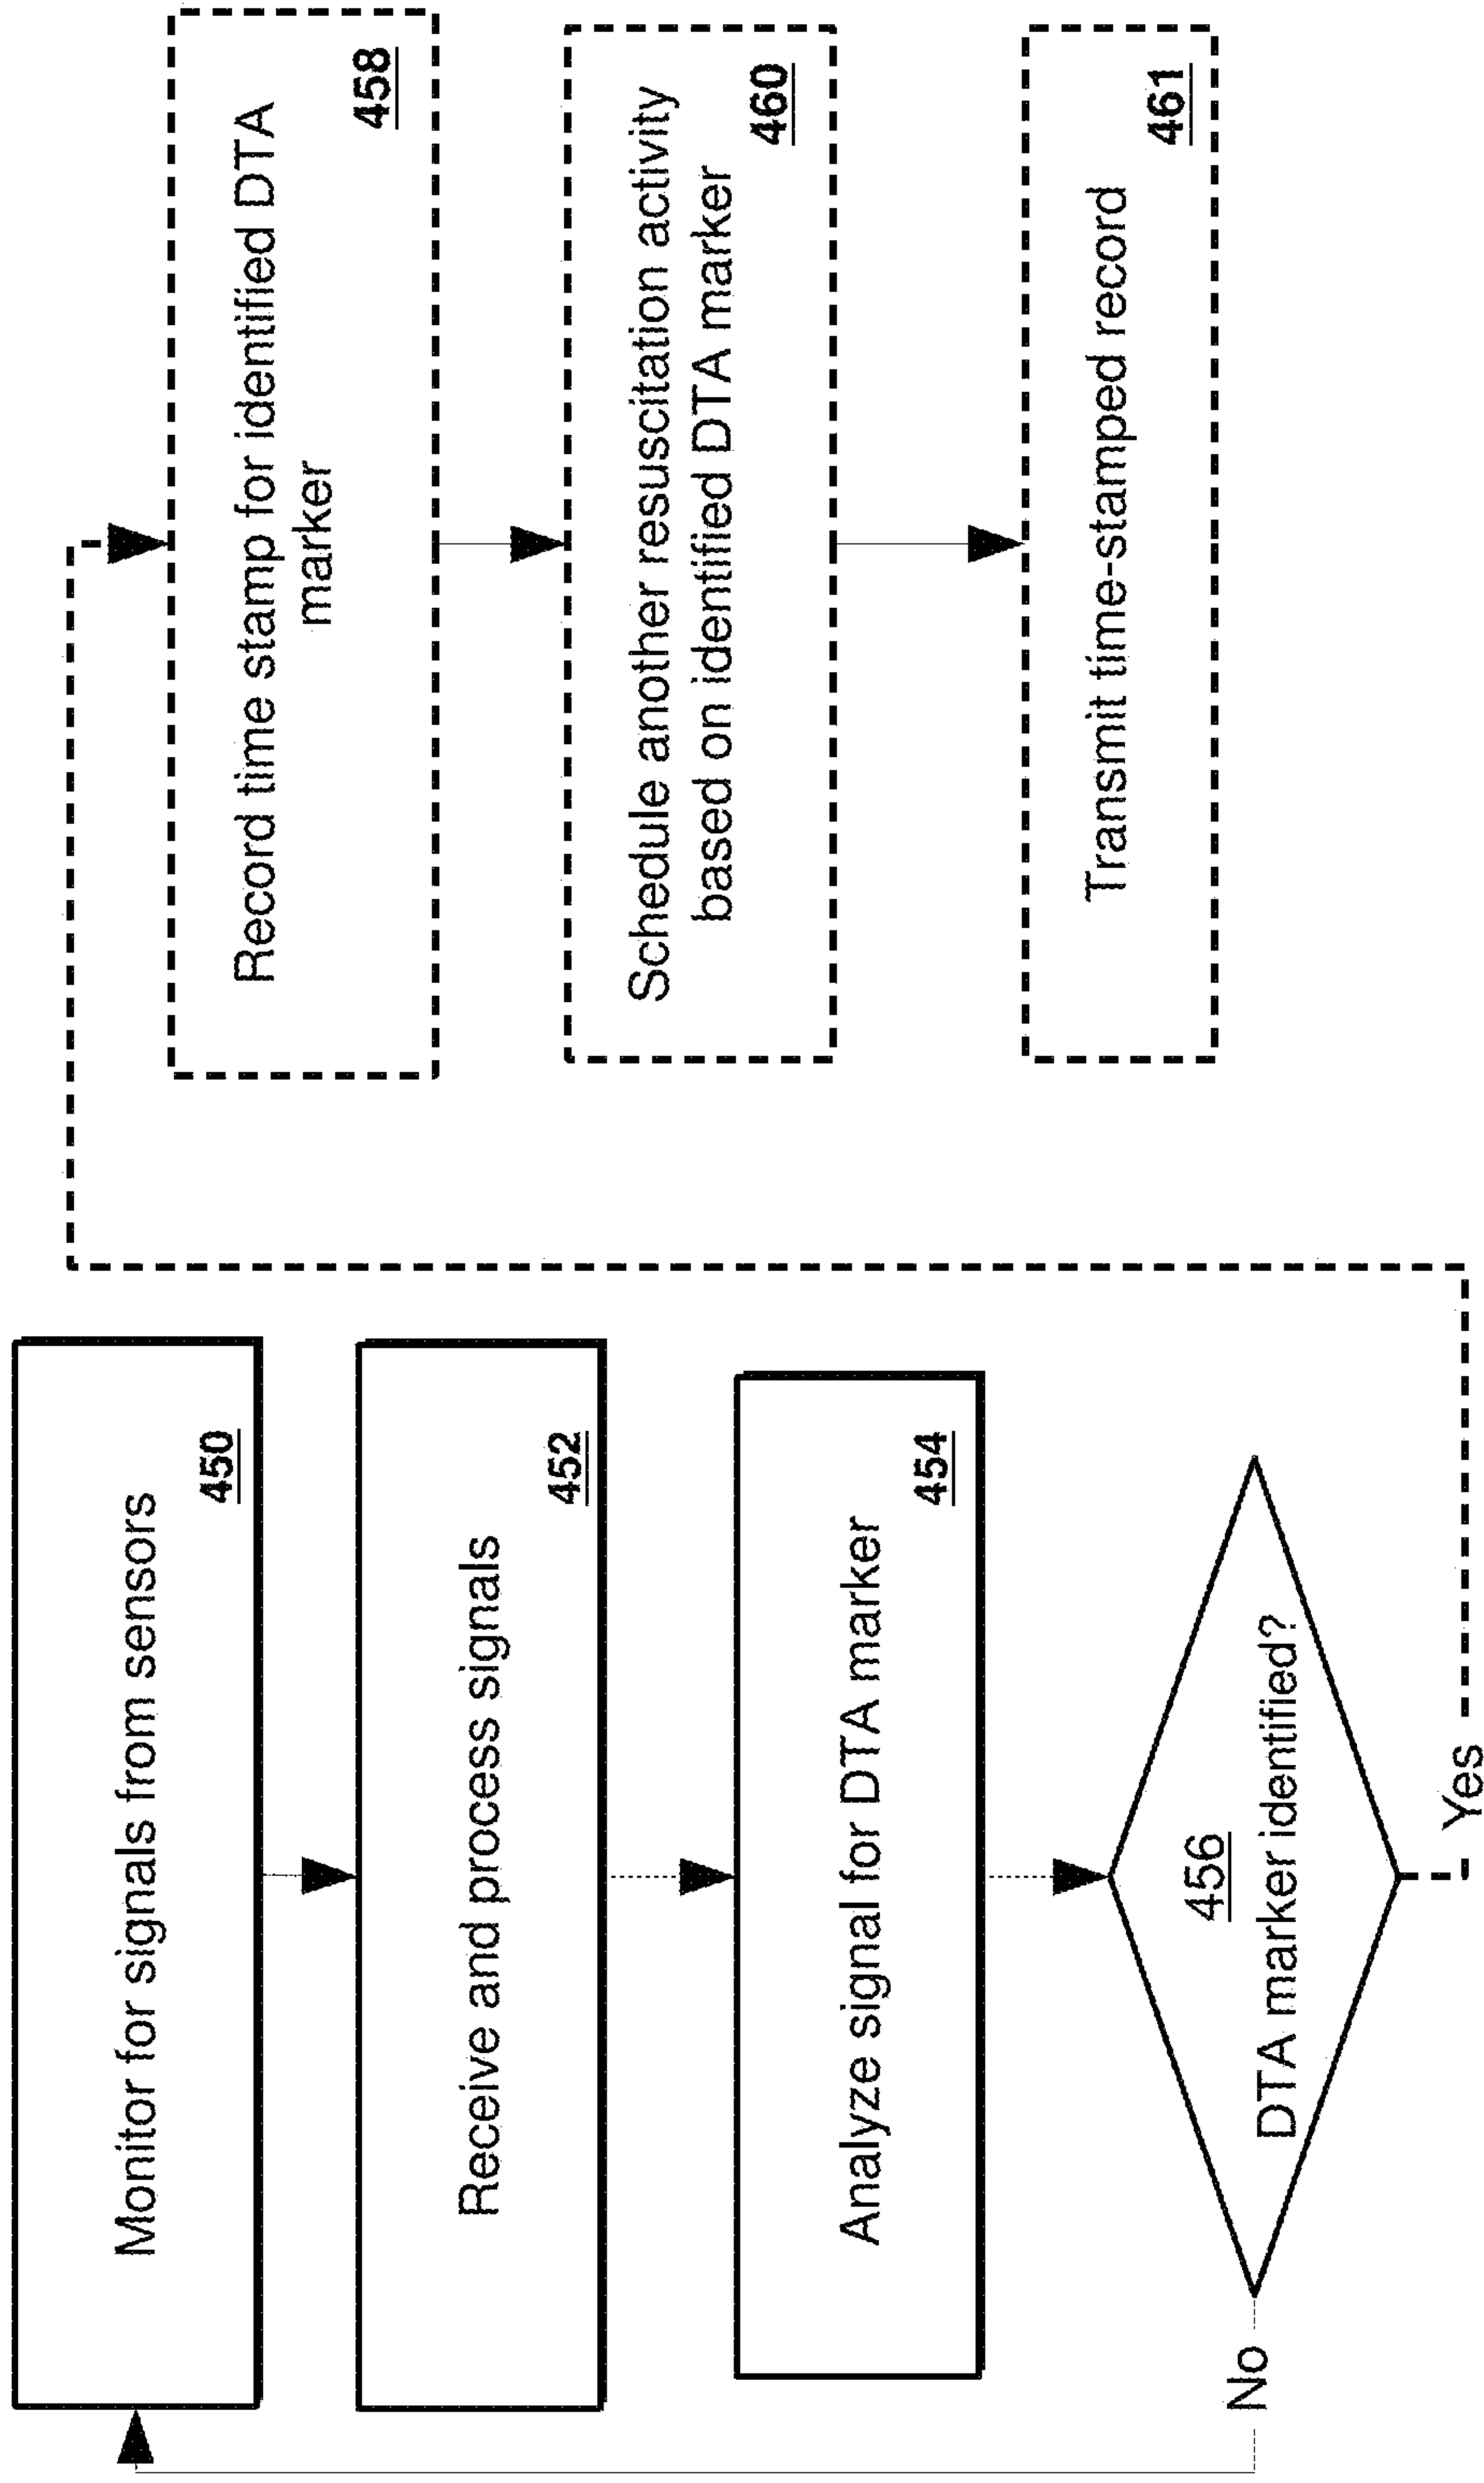 Monitor for signals from sensors
450
Receive and process signals
452
Analyze signal for DTA marker
454
456
DTA marker identified?
No
Yes
Record time stamp for identified DTA
marker
458
Schedule another resuscitation activity
based on identified DTA marker
460
Transmit time-stamped record
461